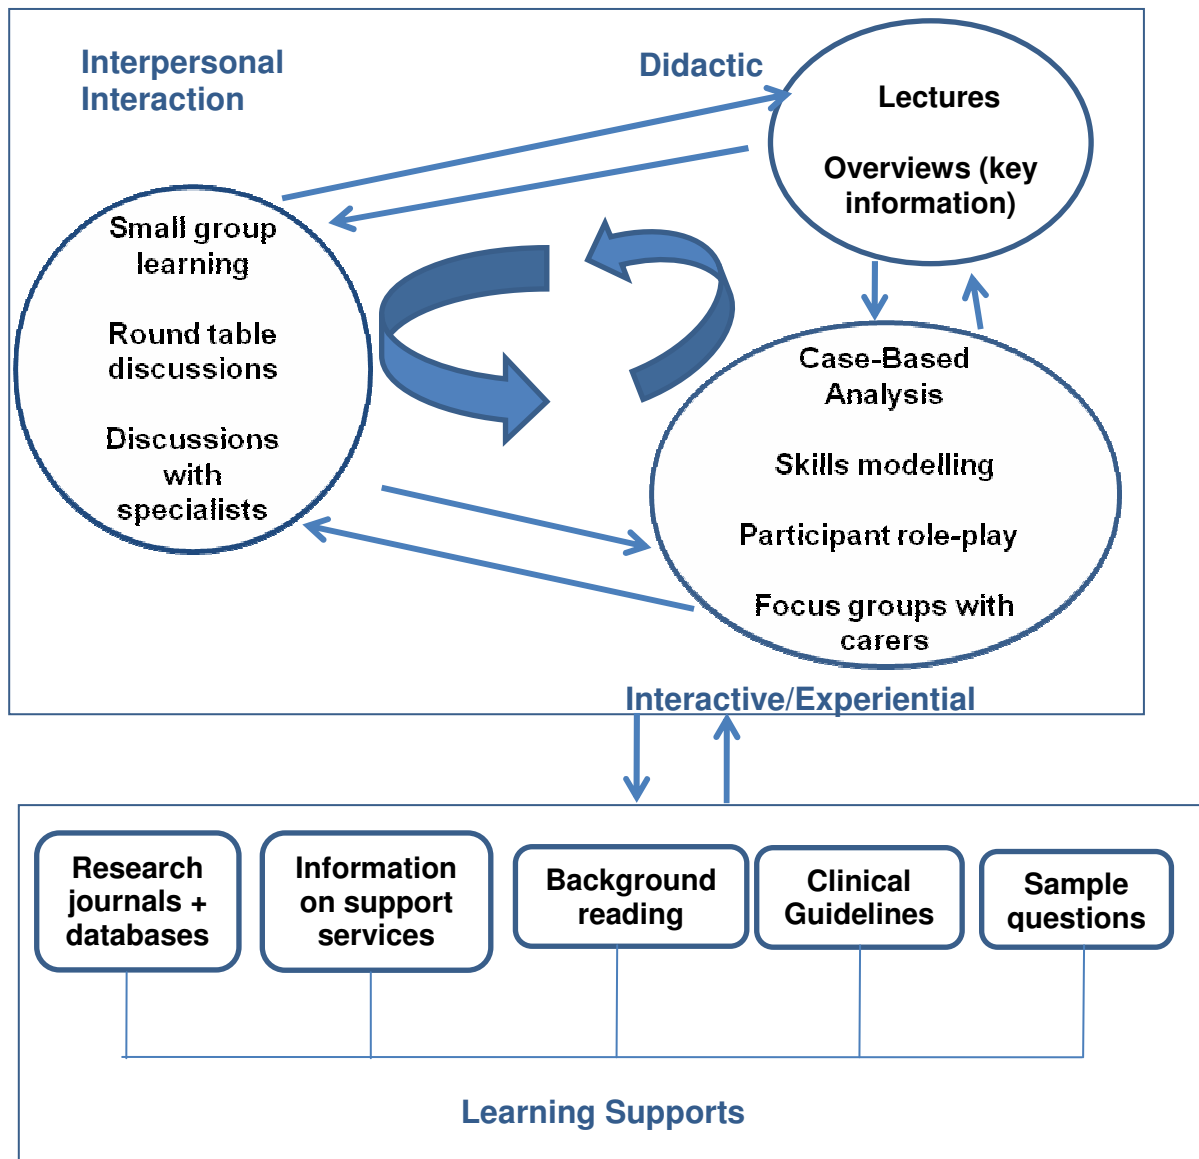 Interpersonal
Interaction
Didactic
Lectures
Overviews (key
information)
Small group
learning
Round table
discussions
Discussions
with
specialists
Case-Based
Analysis
Skills modelling
Participant role-play
Focus groups with
carers
Interactive/Experiential
Research
journals +
databases
Information
on support
services
Background
reading
Clinical
Guidelines
Sample
questions
Learning Supports